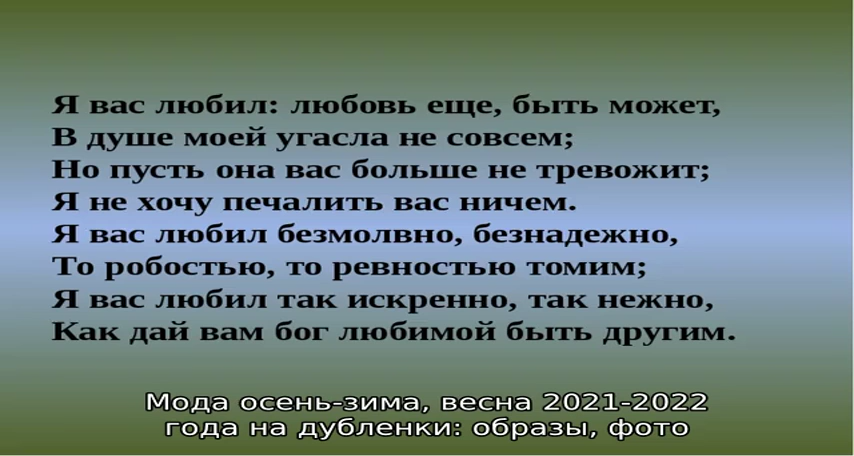 Я вас любил: любовь еще, быть может,
В душе моей угасла не совсем;
Но пусть она вас больше не тревожит;
Я не хочу печалить вас ничем.
Я вас любил безмолвно, безнадежно,
То робостью, то ревностью томим;
Я вас любил так искренно, так нежно,
Как дай вам бог любимой быть другим.
Мода осень-зима, весна 2021-2022
года на дубленки: образы, фото